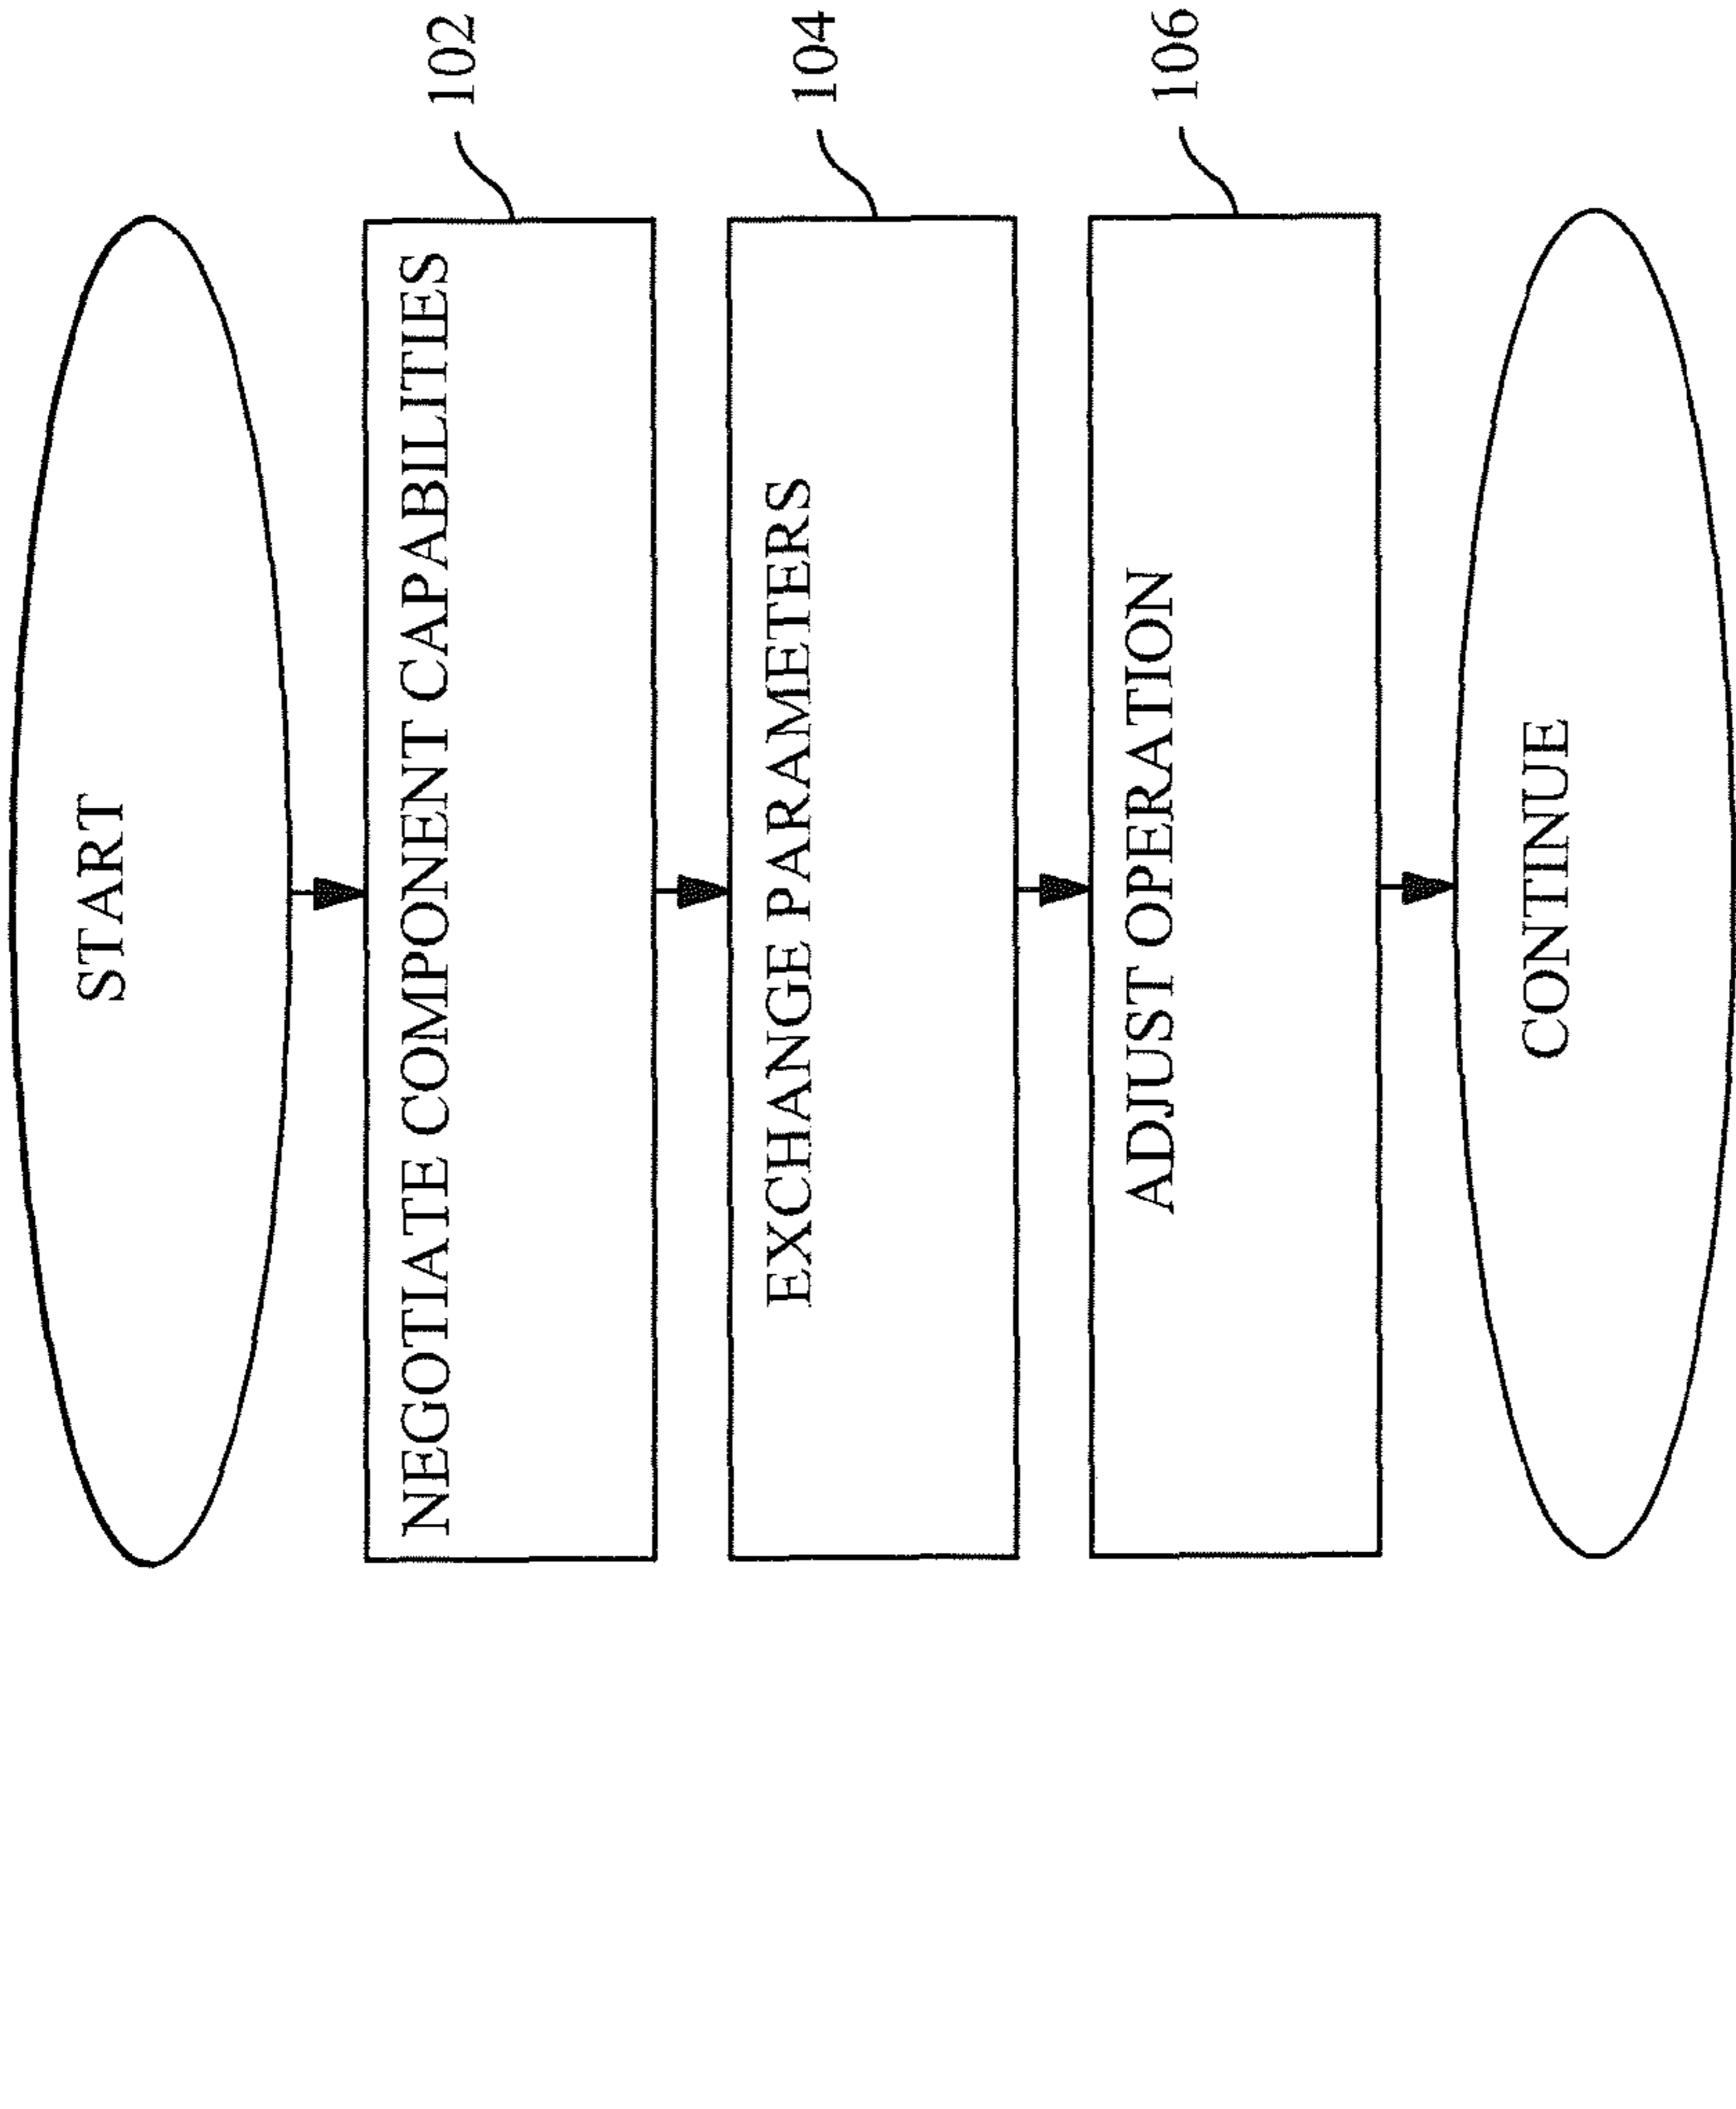 START
NEGOTIATE COMPONENT CAPABILITIES
102
EXCHANGE PARAMETERS
104
ADJUST OPERATION
106
CONTINUE